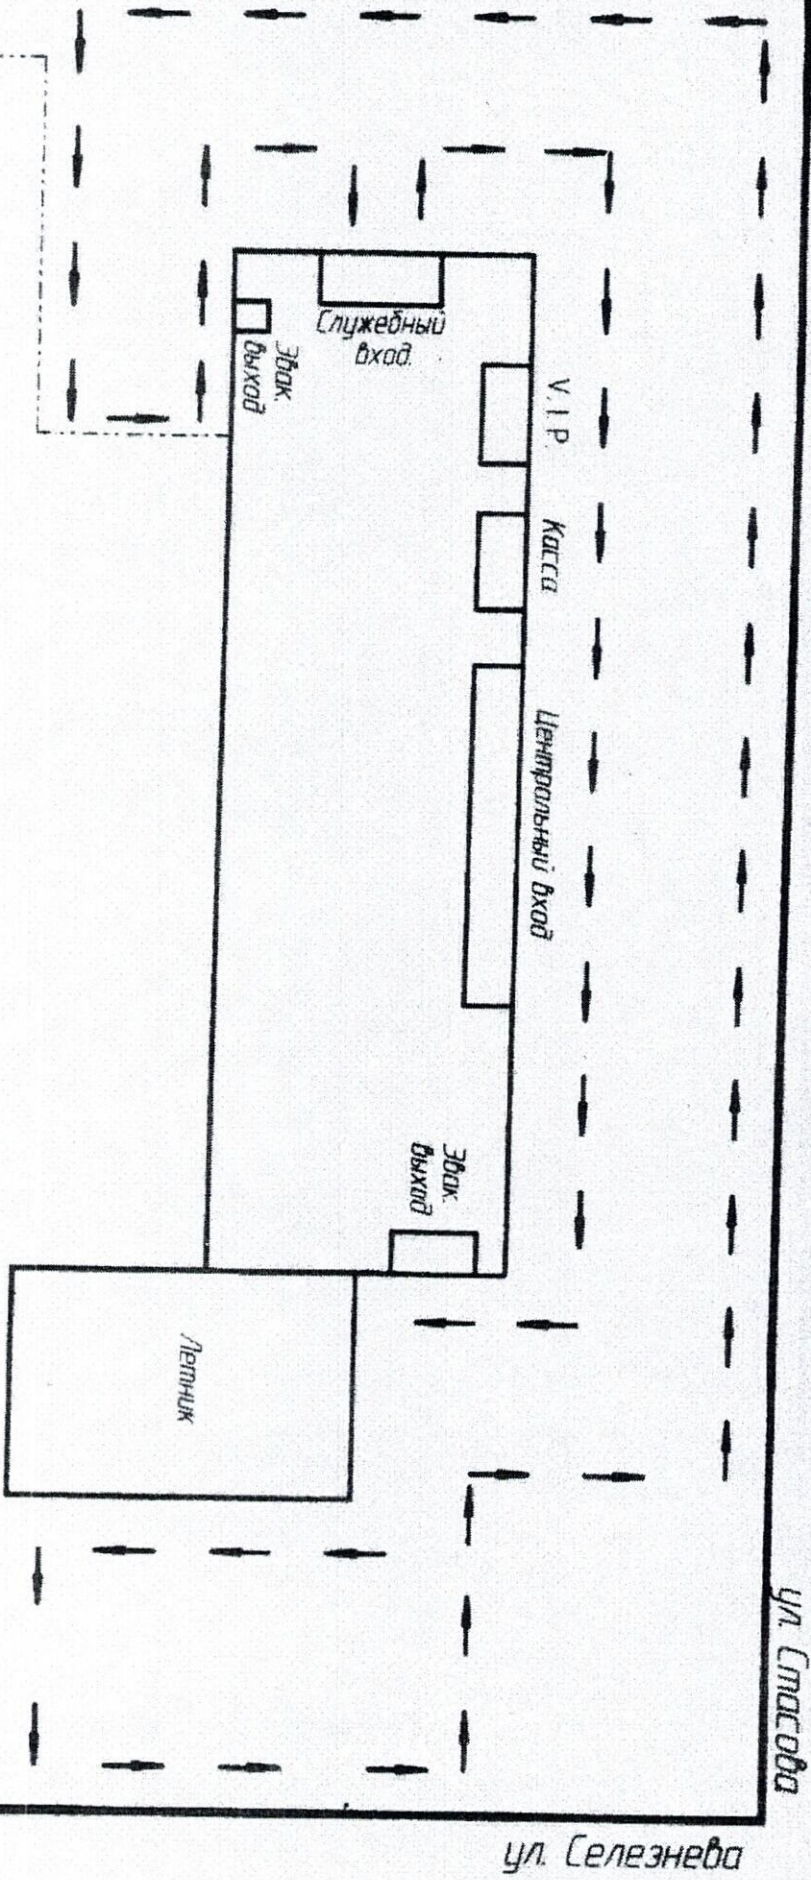 Служебный
вход.
Эвак.
выход
V. I. P.
Касса
Центральный вход
Эвак.
выход
Летник
ул. Стасова
ул. Селезнева